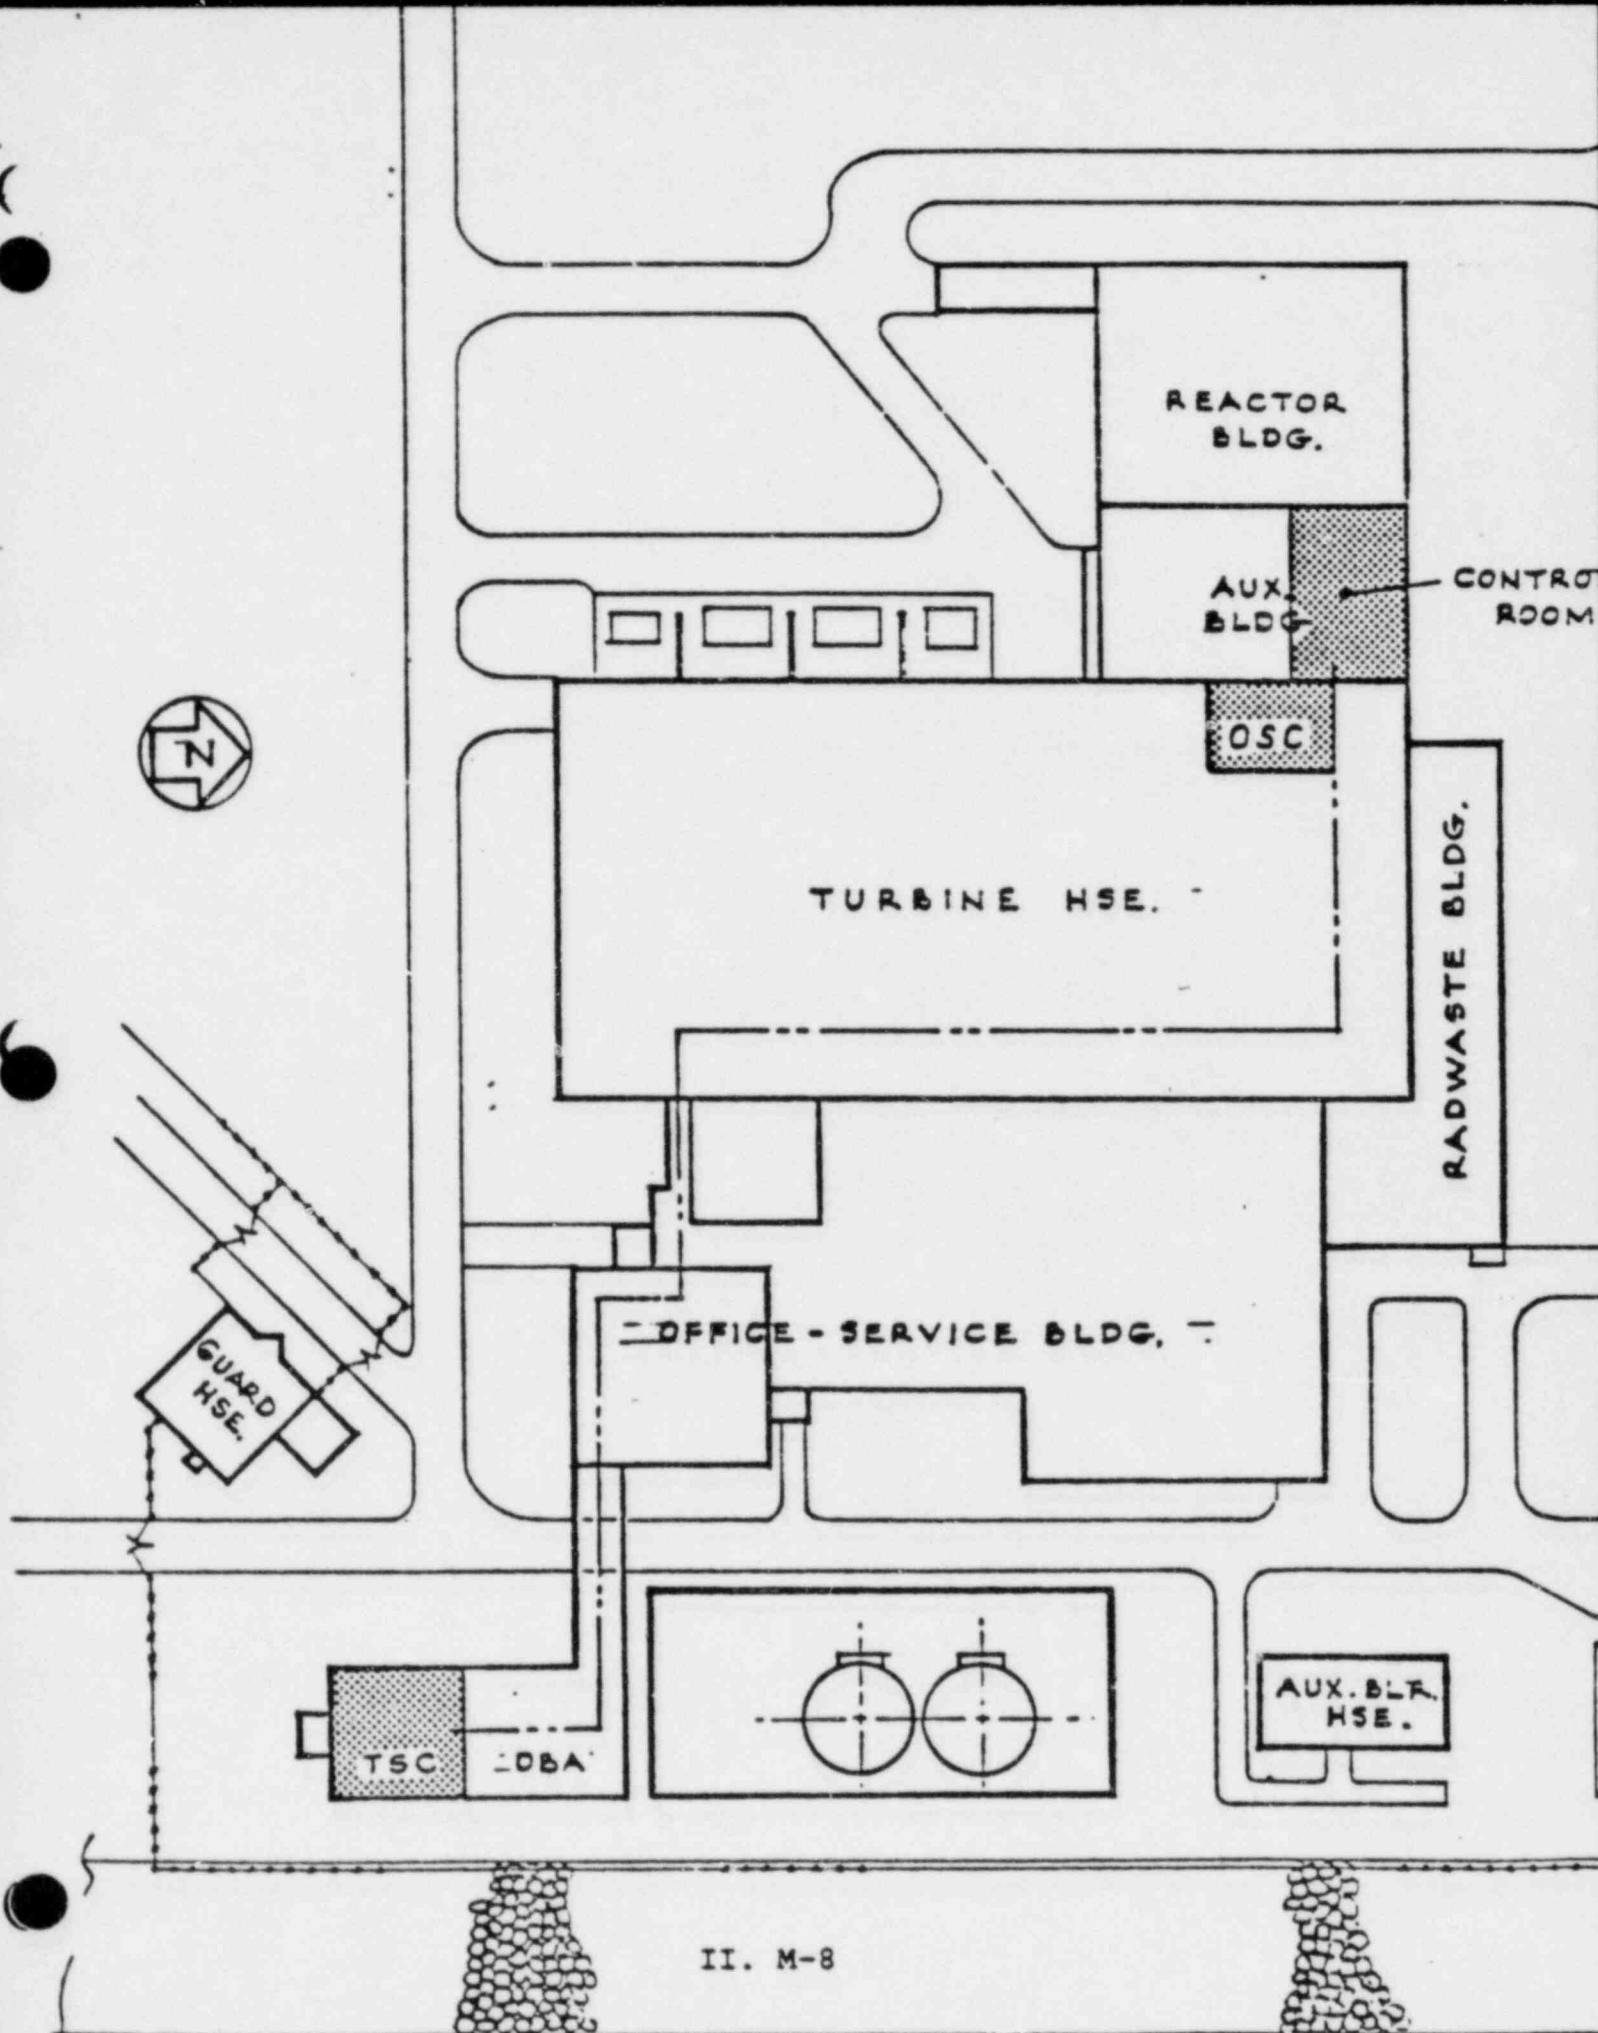 REACTOR
BLDG.
AUX.
BLDG
CONTRO
ROOM
OSC
N
TURBINE HSE.
RADWASTE BLDG.
OFFICE - SERVICE BLDG.
GUARD
HSE.
AUX. BLR.
HSE.
TSC
OBA
II. M-8